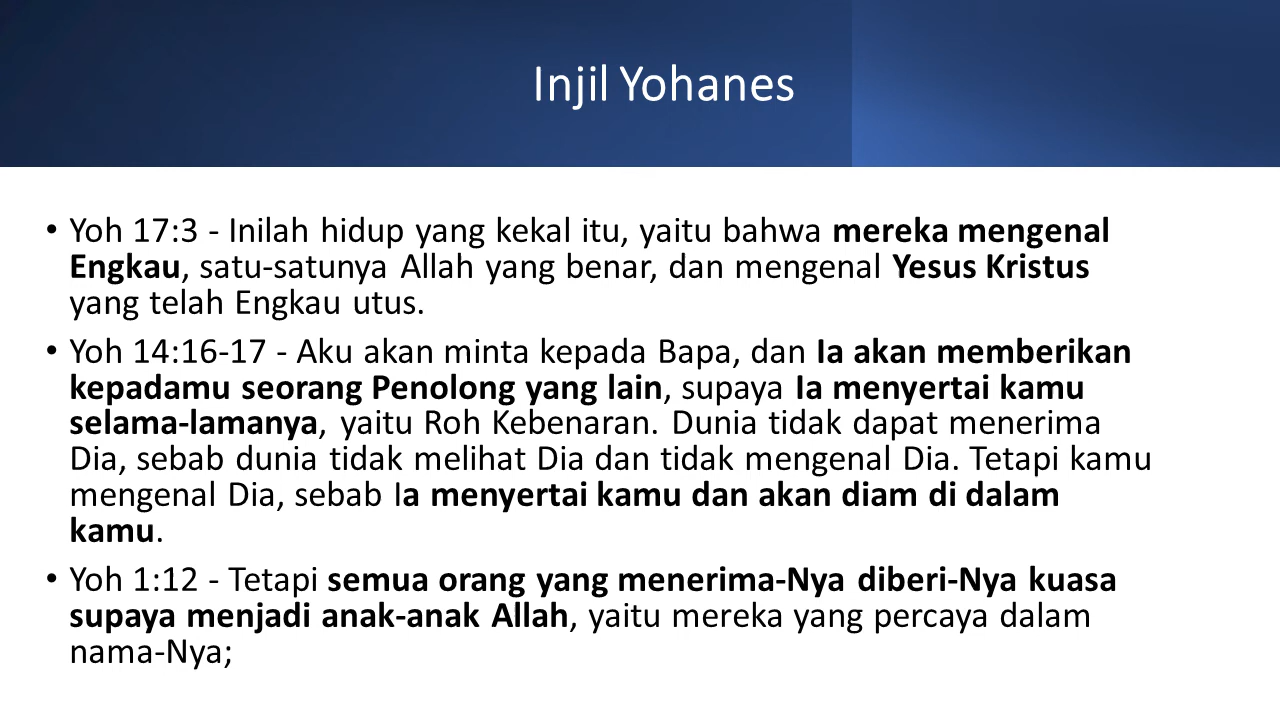 Injil Yohanes
• Yoh 17:3 - Inilah hidup yang kekal itu, yaitu bahwa mereka mengenal
Engkau, satu-satunya Allah yang benar, dan mengenal Yesus Kristus
yang telah Engkau utus.
• Yoh 14:16-17 - Aku akan minta kepada Bapa, dan Ia akan memberikan
kepadamu seorang Penolong yang lain, supaya Ia menyertai kamu
selama-lamanya, yaitu Roh Kebenaran. Dunia tidak dapat menerima
Dia, sebab dunia tidak melihat Dia dan tidak mengenal Dia. Tetapi kamu
mengenal Dia, sebab Ia menyertai kamu dan akan diam di dalam
kamu.
• Yoh 1:12 - Tetapi semua orang yang menerima-Nya diberi-Nya kuasa
supaya menjadi anak-anak Allah, yaitu mereka yang percaya dalam
nama-Nya;